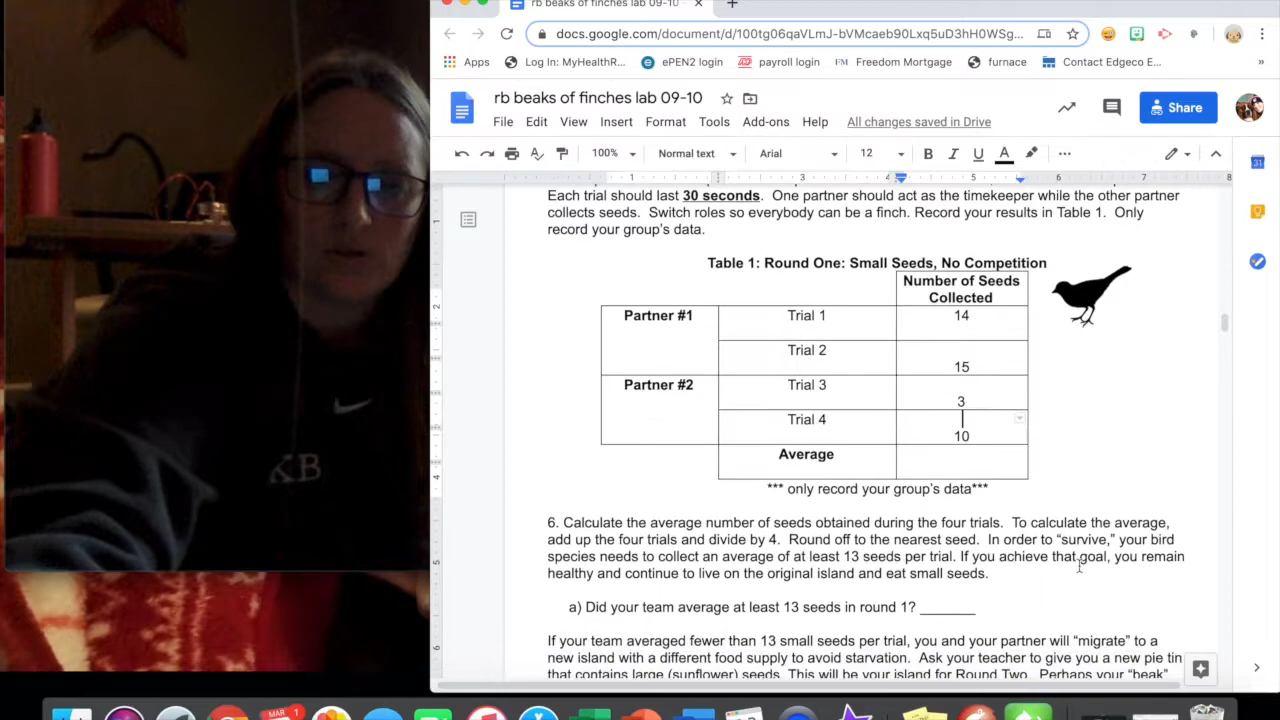 rb beaks of finches lab 09-10 -
docs.google.com/document/d/100tg06qaVLmJ-bVMcaeb90Lxq5uD3hH0WSg...
Apps Log In: MyHealthR... ePEN2 login payroll login FM Freedom Mortgage furnace Contact Edgeco E... »
rb beaks of finches lab 09-10
Share
File Edit View Insert Format Tools Add-ons Help All changes saved in Drive
100% Normal text Arial 12 B I U A
1 3 4 5 6 7 8
Each trial should last 30 seconds. One partner should act as the timekeeper while the other partner
collects seeds. Switch roles so everybody can be a finch. Record your results in Table 1. Only
record your group's data.
Table 1: Round One: Small Seeds, No Competition
Number of Seeds
Collected
Partner #1 Trial 1 14
Trial 2 15
Partner #2 Trial 3 3
Trial 4 10
Average
*** only record your group's data***
6. Calculate the average number of seeds obtained during the four trials. To calculate the average,
add up the four trials and divide by 4. Round off to the nearest seed. In order to “survive,” your bird
species needs to collect an average of at least 13 seeds per trial. If you achieve that goal, you remain
healthy and continue to live on the original island and eat small seeds.
a) Did your team average at least 13 seeds in round 1? _______
If your team averaged fewer than 13 small seeds per trial, you and your partner will “migrate” to a
new island with a different food supply to avoid starvation. Ask your teacher to give you a new pie tin
that contains large (sunflower) seeds. This will be your island for Round Two. Perhaps your “beak”
KB
MAR 1